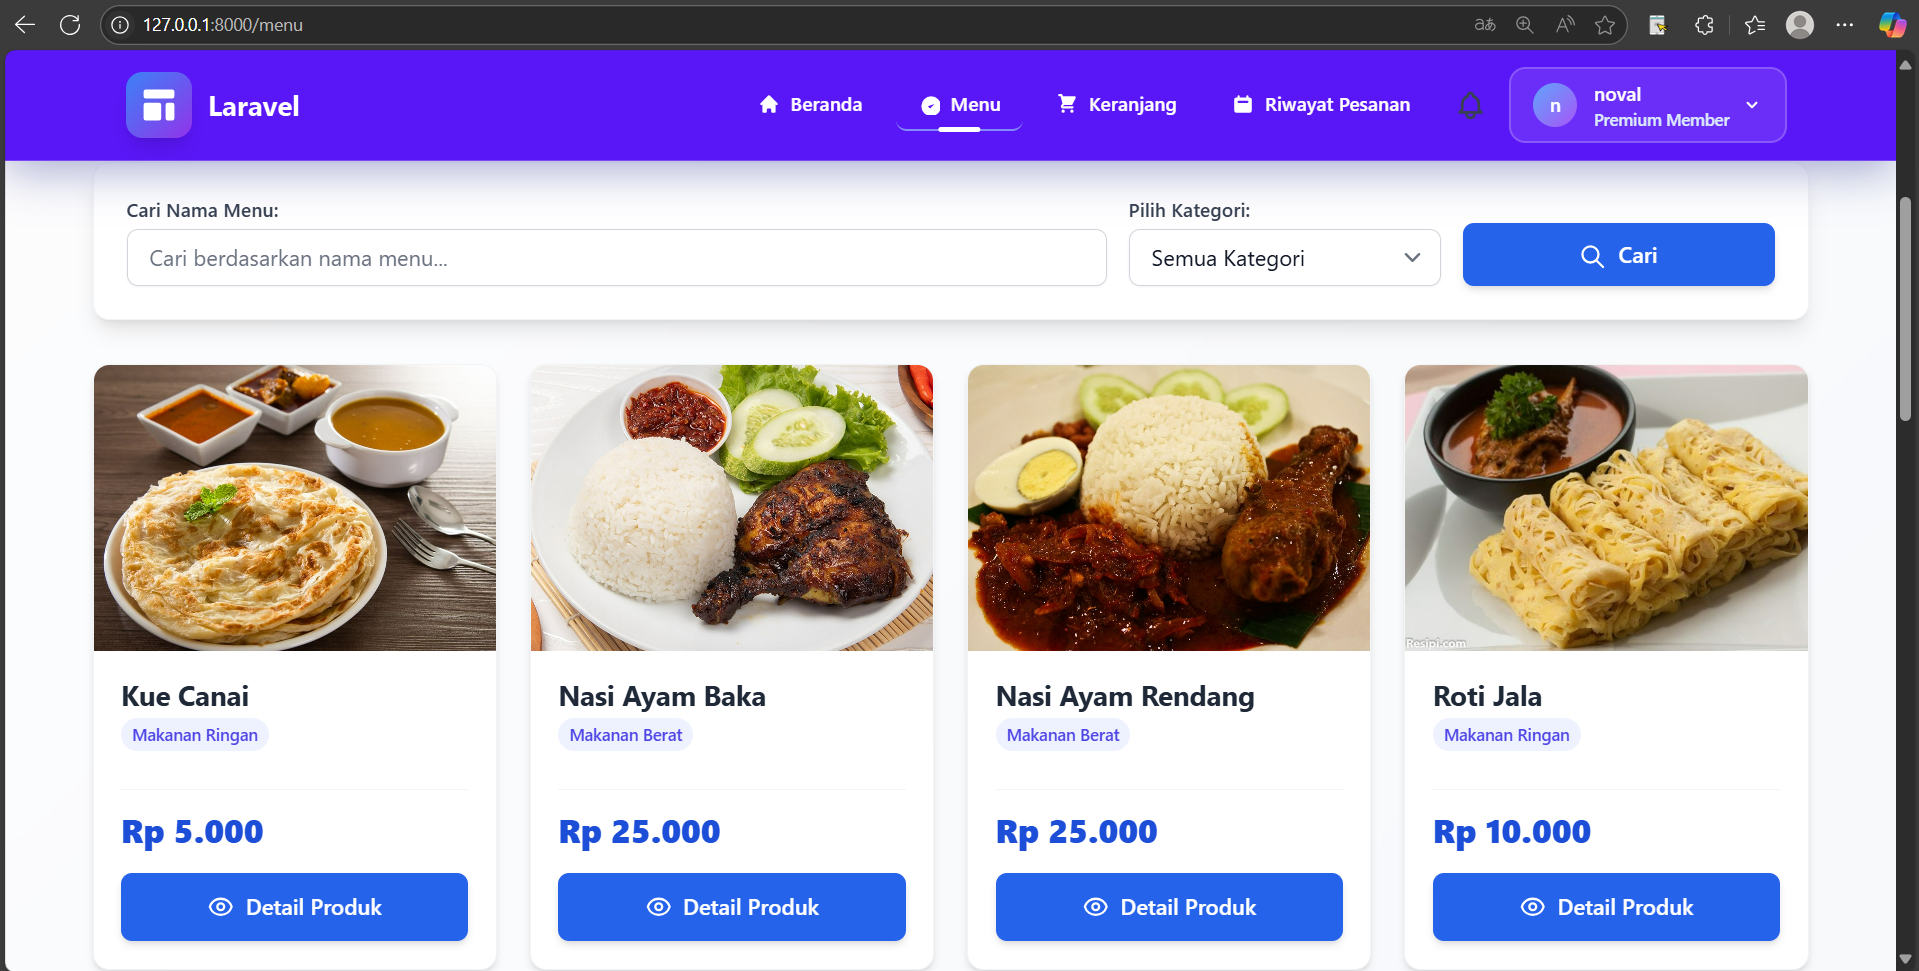 127.0.0.1:8000/menu
Laravel
Beranda
Menu
Keranjang
Riwayat Pesanan
n
noval
Premium Member
Cari Nama Menu:
Cari berdasarkan nama menu...
Pilih Kategori:
Semua Kategori
Cari
Resipi.com
Kue Canai
Makanan Ringan
Rp 5.000
Detail Produk
Nasi Ayam Baka
Makanan Berat
Rp 25.000
Detail Produk
Nasi Ayam Rendang
Makanan Berat
Rp 25.000
Detail Produk
Roti Jala
Makanan Ringan
Rp 10.000
Detail Produk